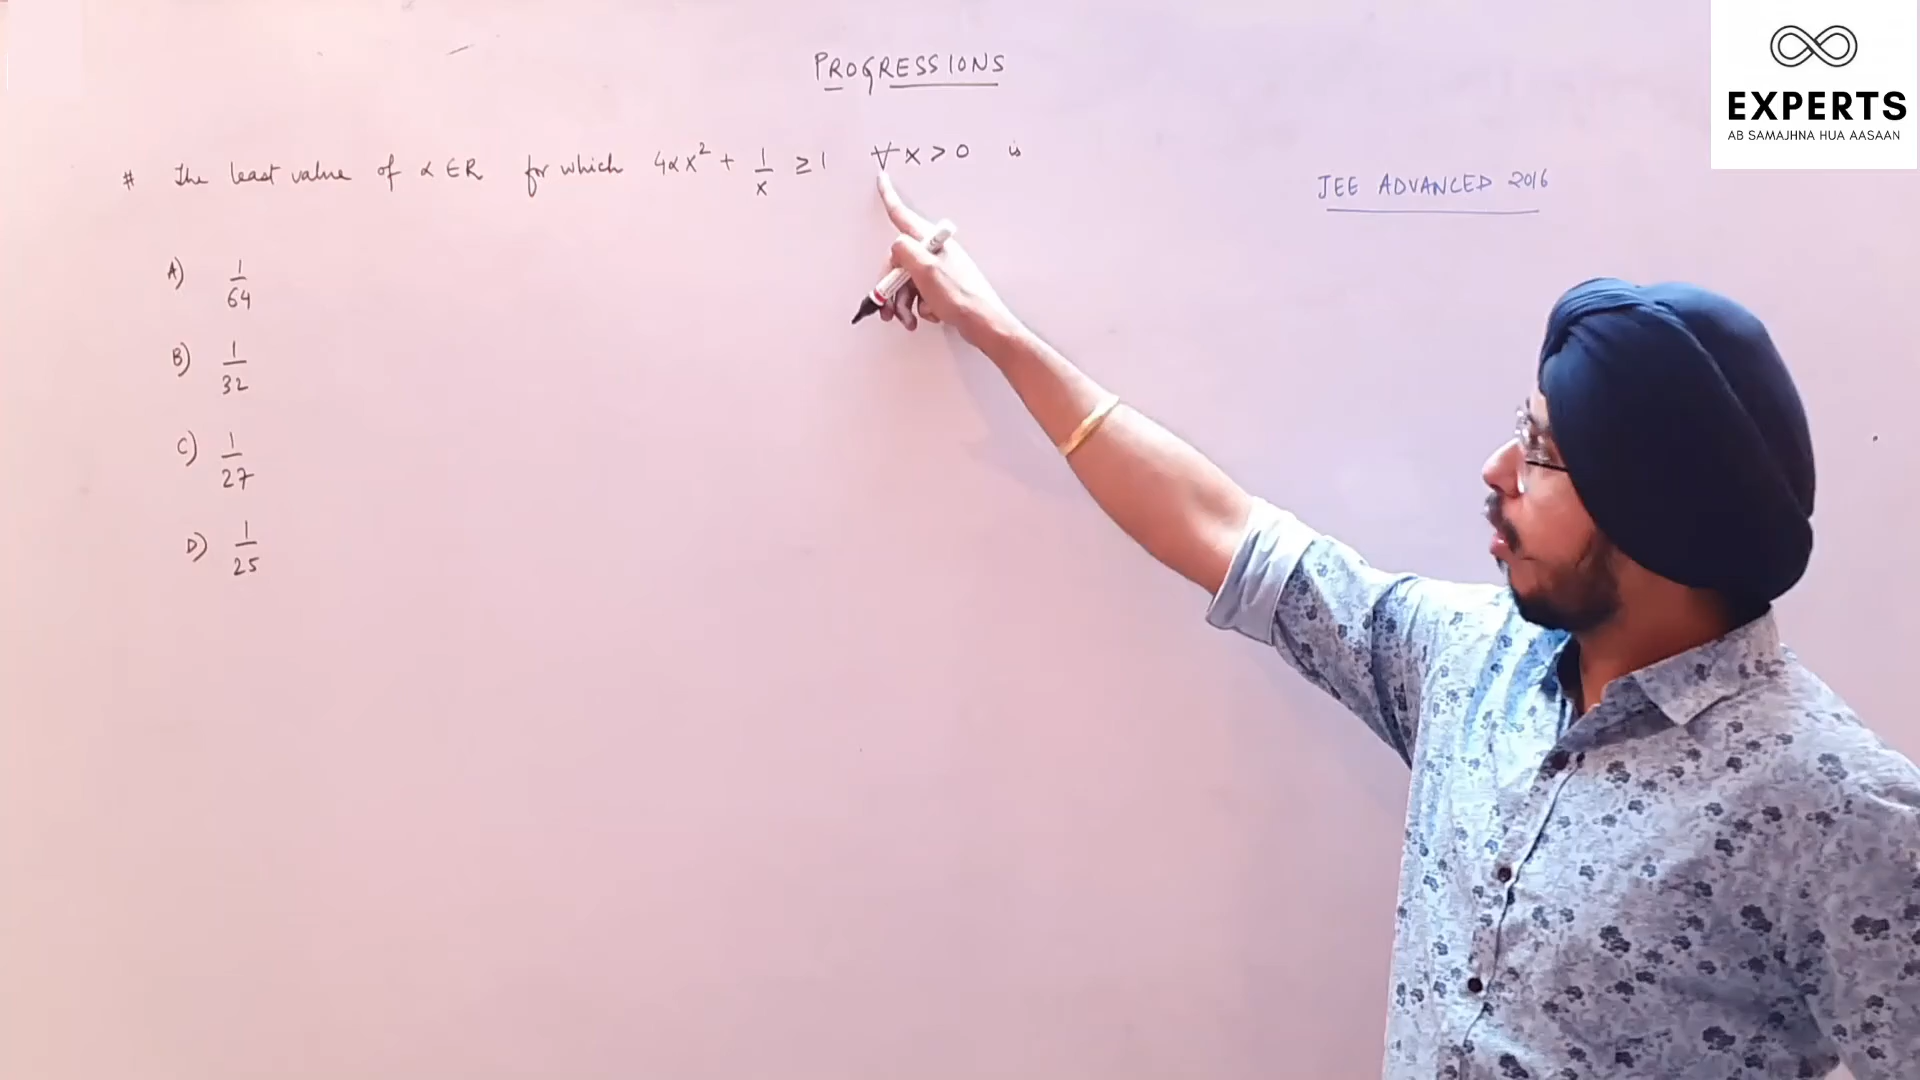 EXPERTS
AB SAMAJHNA HUA AASAAN
PROGRESSIONS
# The least value of α ∈ R for which 4αx² + 1/x ≥ 1 ∀ x > 0 is
JEE ADVANCED 2016
A) 1/64
B) 1/32
C) 1/27
D) 1/25